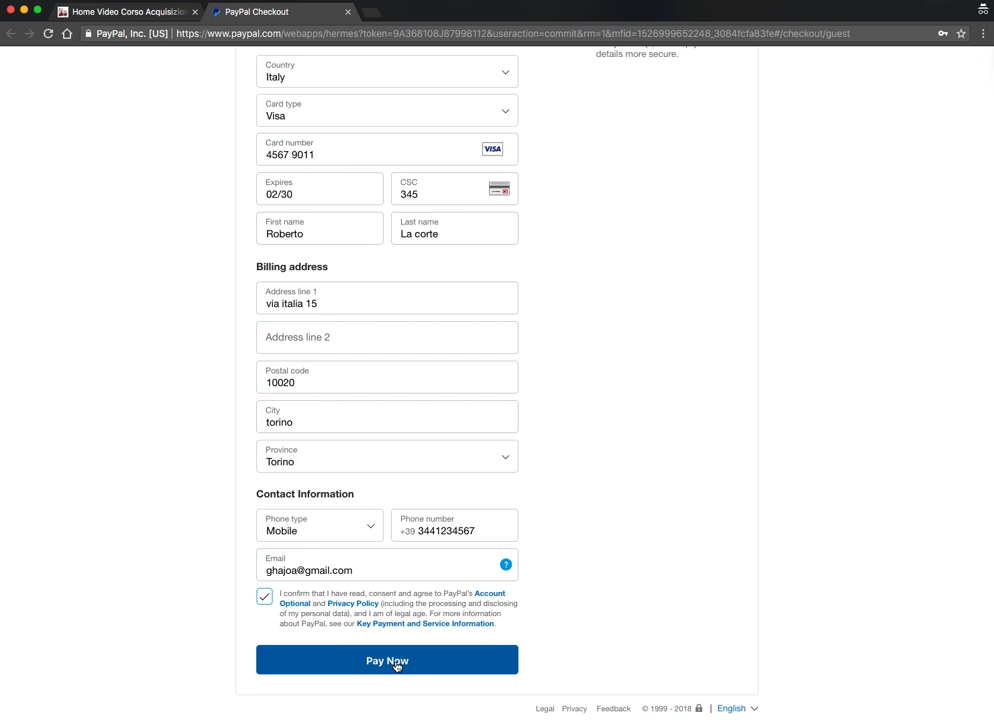 Home Video Corso Acquisizion
PayPal Checkout
PayPal, Inc. [US] | https://www.paypal.com/webapps/hermes?token=9A368108J87998112&useraction=commit&rm=1&mfid=1526999652248_3084fcfa83fe#/checkout/guest
details more secure.
Country
Italy
Card type
Visa
Card number
4567 9011
VISA
Expires
02/30
CSC
345
First name
Roberto
Last name
La corte
Billing address
Address line 1
via italia 15
Address line 2
Postal code
10020
City
torino
Province
Torino
Contact Information
Phone type
Mobile
Phone number
+39 3441234567
Email
ghajoa@gmail.com
?
I confirm that I have read, consent and agree to PayPal's Account
Optional and Privacy Policy (including the processing and disclosing
of my personal data), and I am of legal age. For more information
about PayPal, see our Key Payment and Service Information.
Pay Now
Legal Privacy Feedback © 1999 - 2018 | English